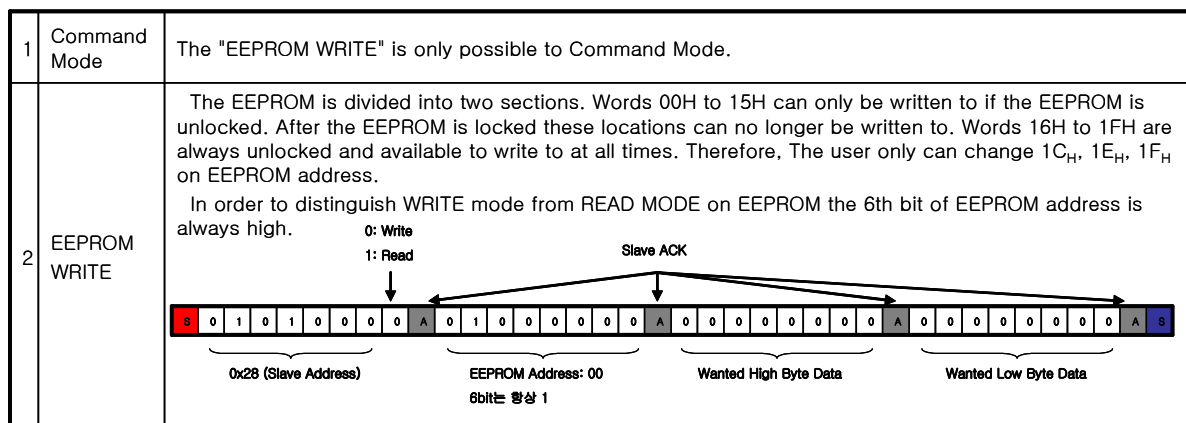 1 Command Mode The "EEPROM WRITE" is only possible to Command Mode.
2 EEPROM WRITE
The EEPROM is divided into two sections. Words 00H to 15H can only be written to if the EEPROM is
unlocked. After the EEPROM is locked these locations can no longer be written to. Words 16H to 1FH are
always unlocked and available to write to at all times. Therefore, The user only can change 1CH, 1EH, 1FH
on EEPROM address.
In order to distinguish WRITE mode from READ MODE on EEPROM the 6th bit of EEPROM address is
always high.
0: Write
1: Read
Slave ACK
S 0 1 0 1 0 0 0 0 A 0 1 0 0 0 0 0 0 A 0 0 0 0 0 0 0 0 A 0 0 0 0 0 0 0 0 A S
0x28 (Slave Address) EEPROM Address: 00 Wanted High Byte Data Wanted Low Byte Data
6bit는 항상 1